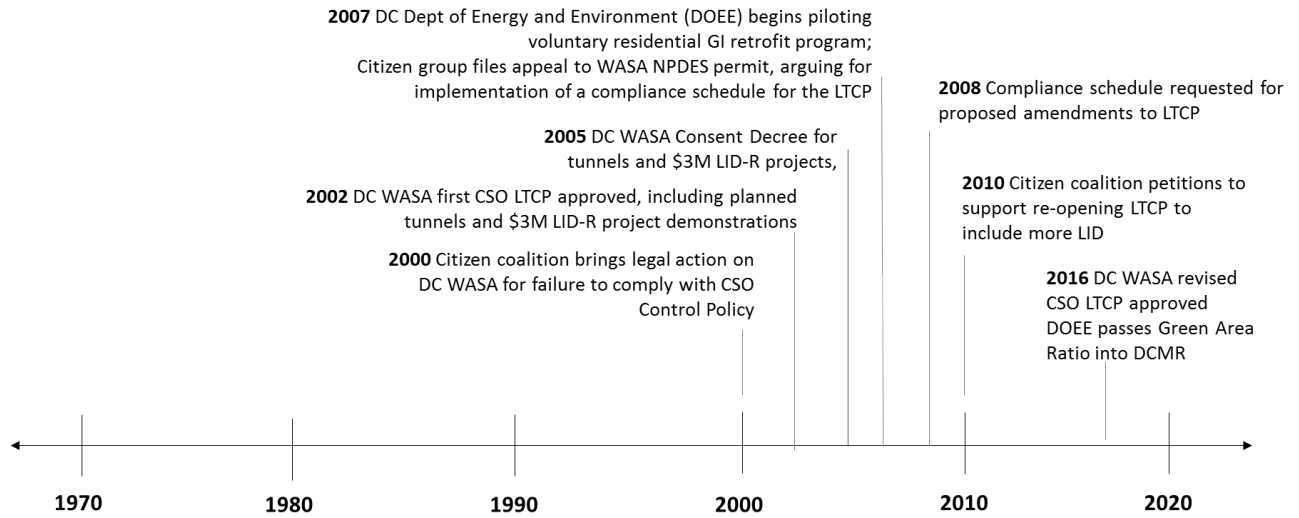 2007 DC Dept of Energy and Environment (DOEE) begins piloting
voluntary residential GI retrofit program;
Citizen group files appeal to WASA NPDES permit, arguing for
implementation of a compliance schedule for the LTCP
2008 Compliance schedule requested for
proposed amendments to LTCP
2005 DC WASA Consent Decree for
tunnels and $3M LID-R projects,
2010 Citizen coalition petitions to
support re-opening LTCP to
include more LID
2002 DC WASA first CSO LTCP approved, including planned
tunnels and $3M LID-R project demonstrations
2000 Citizen coalition brings legal action on
DC WASA for failure to comply with CSO
Control Policy
2016 DC WASA revised
CSO LTCP approved
DOEE passes Green Area
Ratio into DCMR
1970 1980 1990 2000 2010 2020